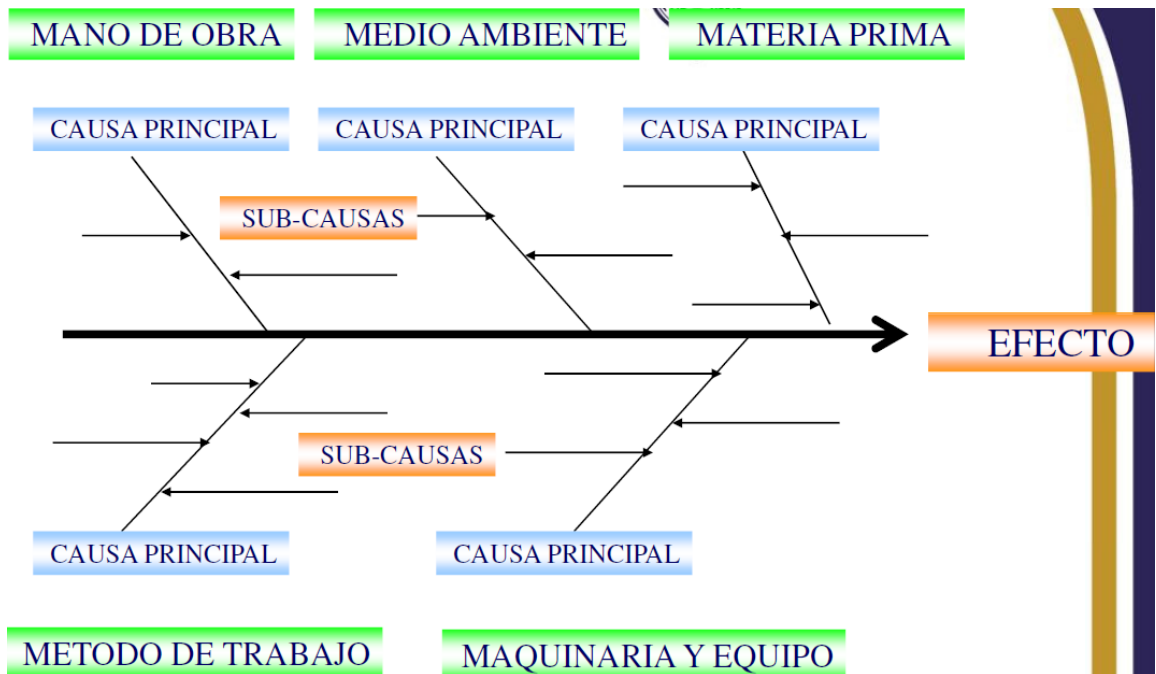 MANO DE OBRA
MEDIO AMBIENTE
MATERIA PRIMA
CAUSA PRINCIPAL
CAUSA PRINCIPAL
CAUSA PRINCIPAL
SUB-CAUSAS
EFECTO
SUB-CAUSAS
CAUSA PRINCIPAL
CAUSA PRINCIPAL
METODO DE TRABAJO
MAQUINARIA Y EQUIPO